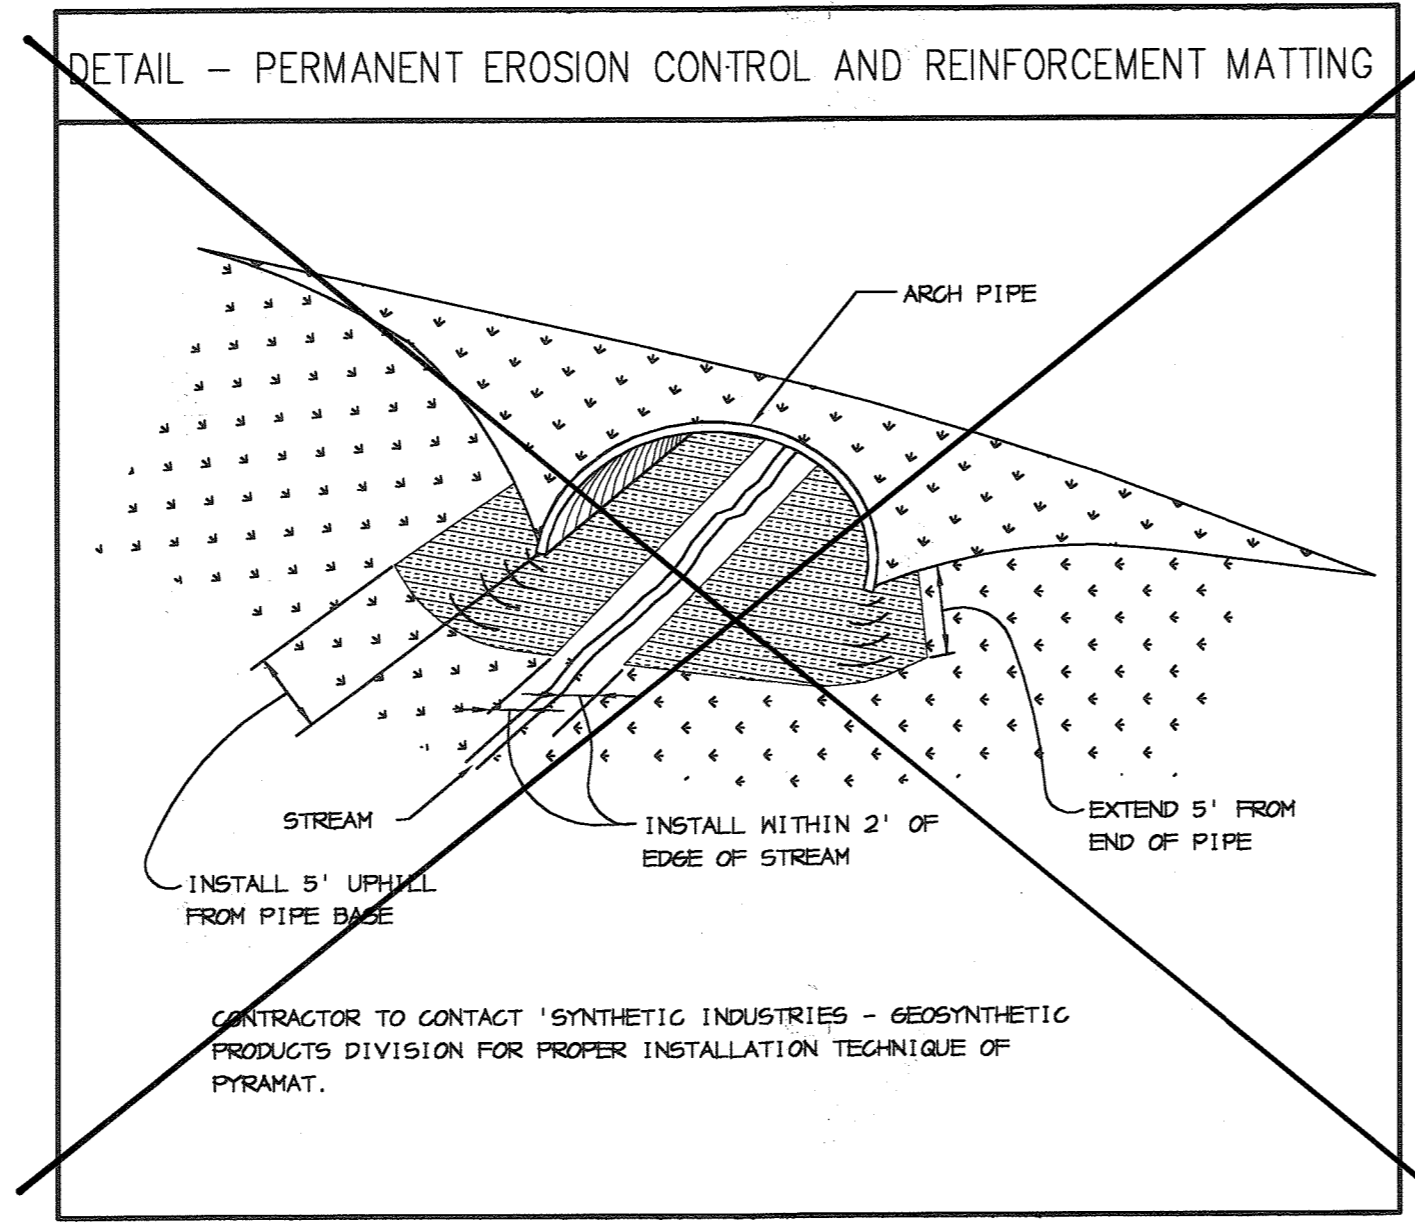 DETAIL - PERMANENT EROSION CONTROL AND REINFORCEMENT MATTING
ARCH PIPE
STREAM
INSTALL WITHIN 2' OF
EDGE OF STREAM
EXTEND 5' FROM
END OF PIPE
INSTALL 5' UPHILL
FROM PIPE BASE
CONTRACTOR TO CONTACT 'SYNTHETIC INDUSTRIES - GEOSYNTHETIC
PRODUCTS DIVISION FOR PROPER INSTALLATION TECHNIQUE OF
PYRAMAT.